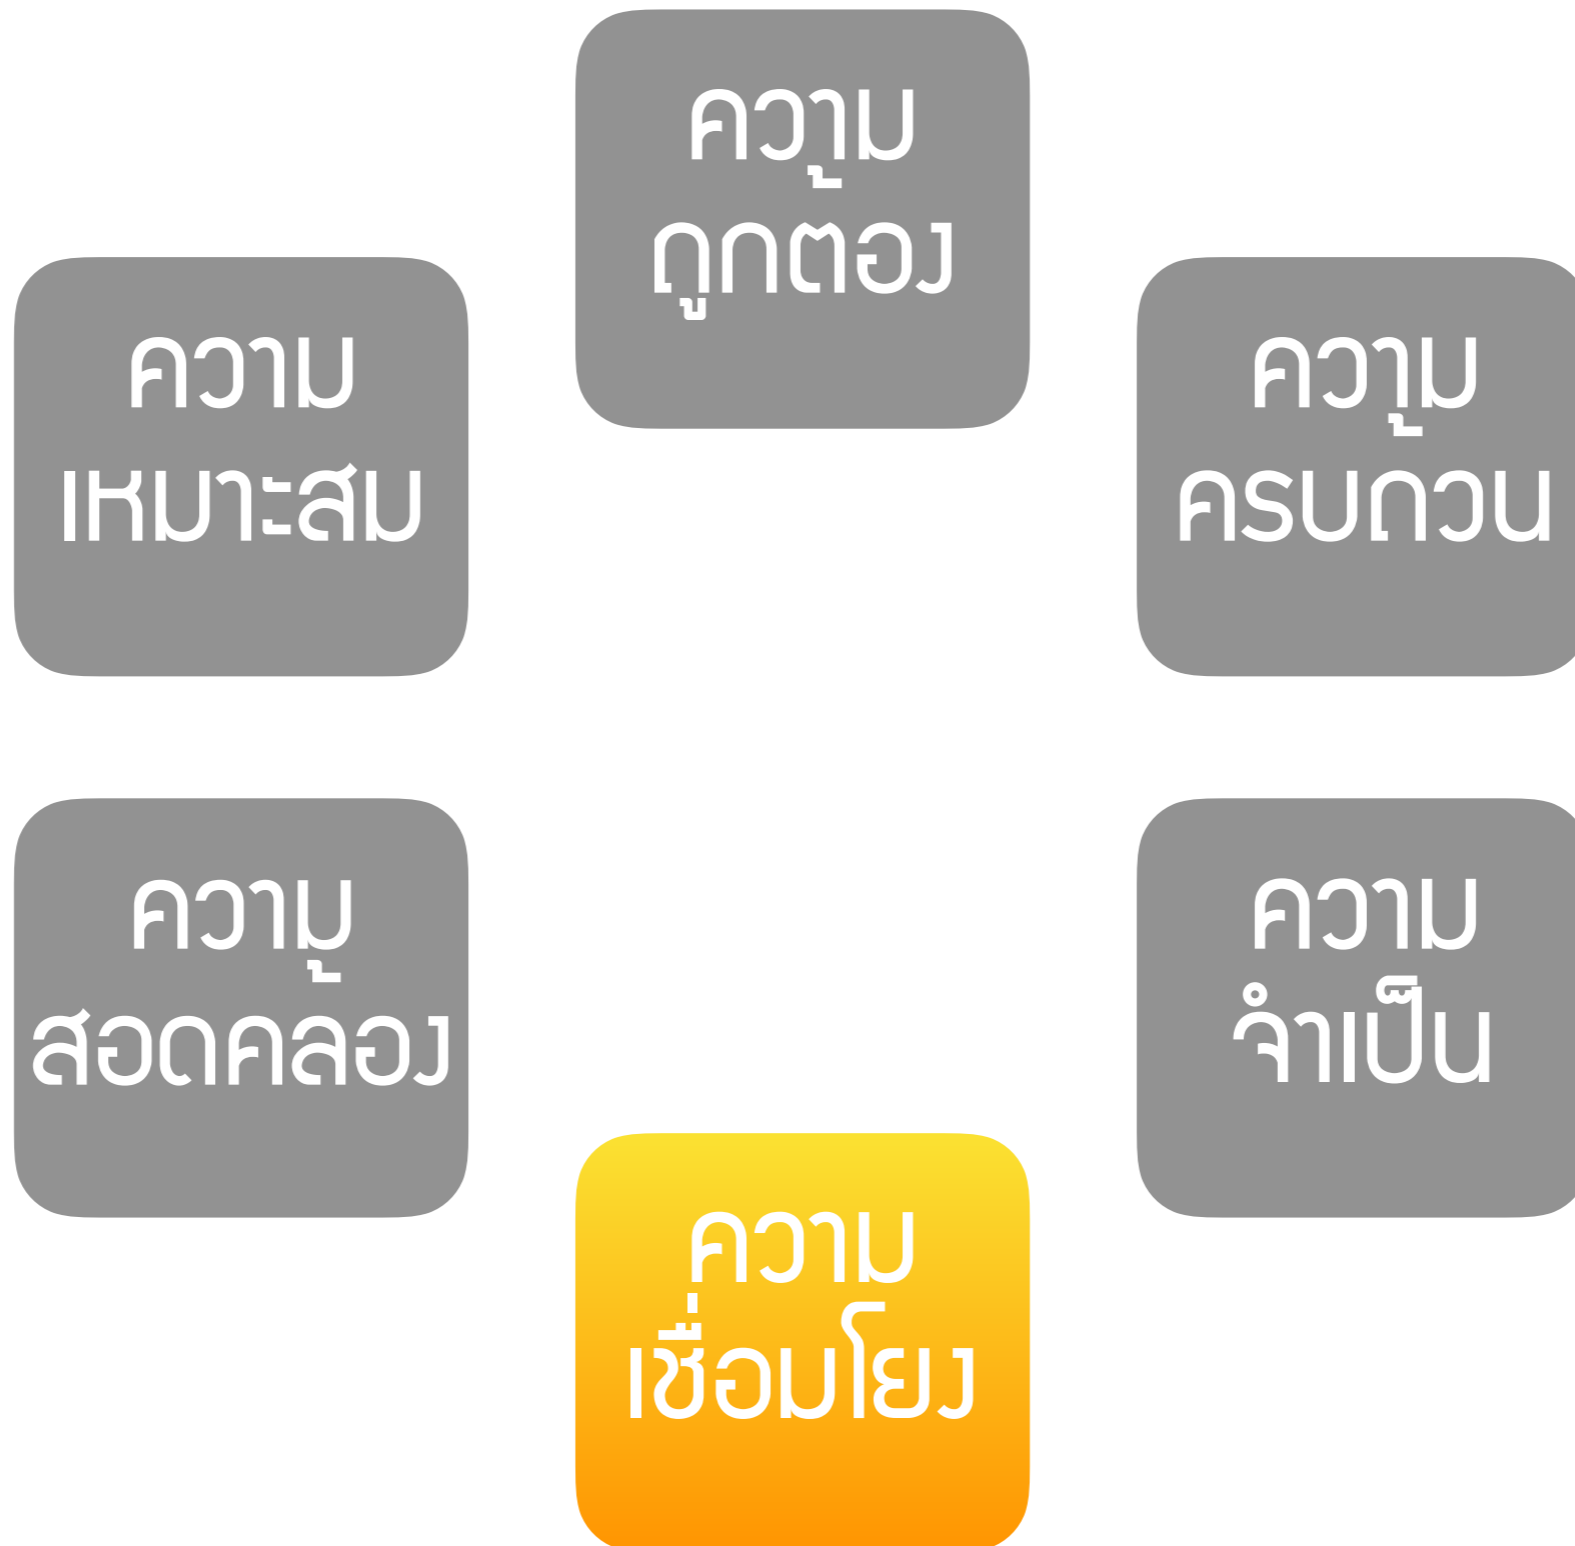 ความ
ถูกต้อง
ความ
เหมาะสม
ความ
ครบถ้วน
ความ
สอดคล้อง
ความ
จำเป็น
ความ
เชื่อมโยง